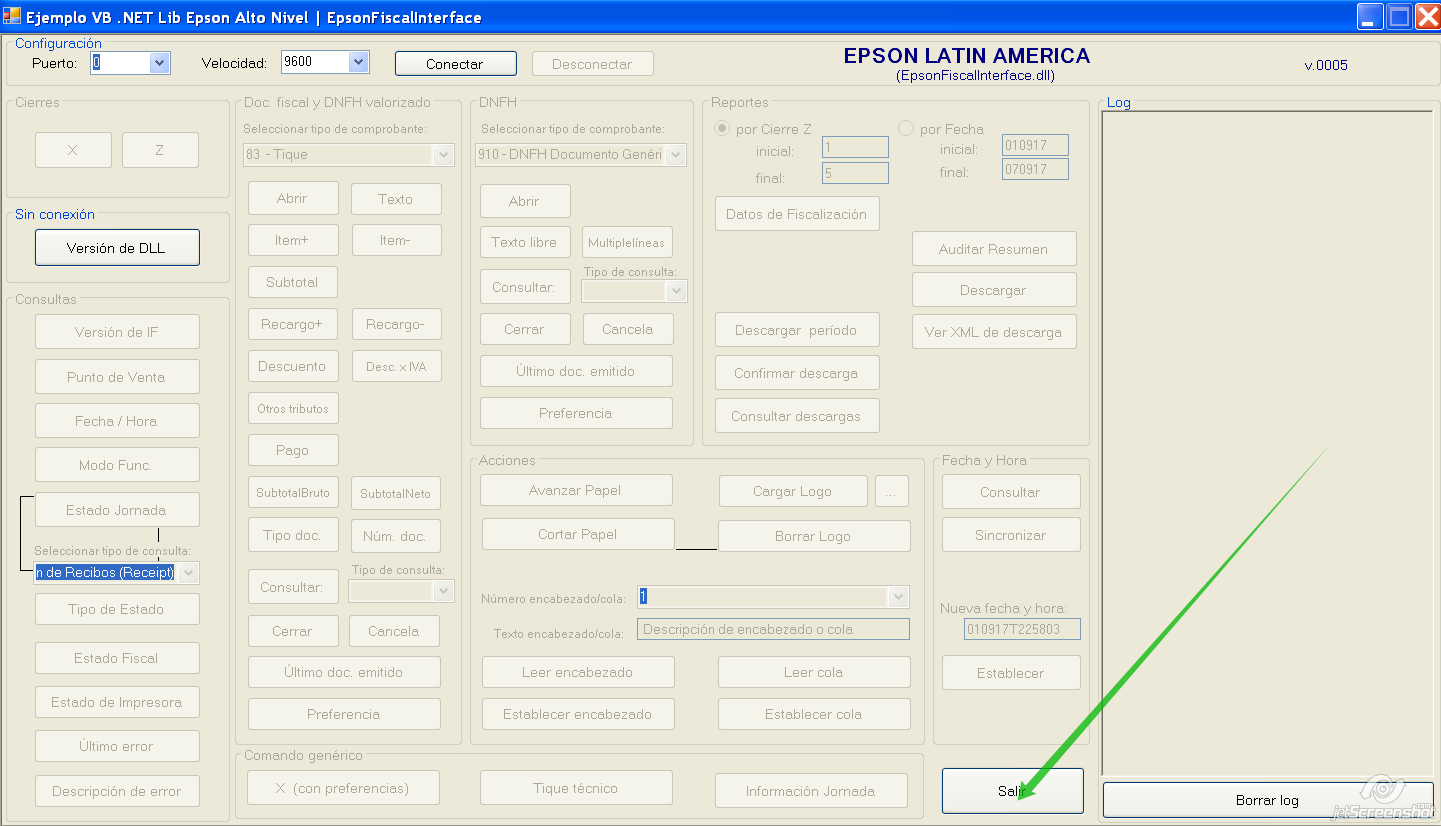 Ejemplo VB .NET Lib Epson Alto Nivel | EpsonFiscalInterface
Configuración
Puerto: 0
Velocidad: 9600
Conectar
Desconectar
EPSON LATIN AMERICA
(EpsonFiscalInterface.dll)
v.0005
Cierres
X
Z
Sin conexión
Versión de DLL
Consultas
Versión de IF
Punto de Venta
Fecha / Hora
Modo Func.
Estado Jornada
Seleccionar tipo de consulta:
n de Recibos (Receipt)
Tipo de Estado
Estado Fiscal
Estado de Impresora
Último error
Descripción de error
Doc. fiscal y DNFH valorizado
Seleccionar tipo de comprobante:
83 - Tique
Abrir
Texto
Item+
Item-
Subtotal
Recargo+
Recargo-
Descuento
Desc. x IVA
Otros tributos
Pago
SubtotalBruto
SubtotalNeto
Tipo doc.
Núm. doc.
Consultar:
Tipo de consulta:
Cerrar
Cancela
Último doc. emitido
Preferencia
DNFH
Seleccionar tipo de comprobante:
910 - DNFH Documento Genéri
Abrir
Texto libre
Multiplelíneas
Consultar:
Tipo de consulta:
Cerrar
Cancela
Último doc. emitido
Preferencia
Reportes
por Cierre Z
inicial: 1
final: 5
por Fecha
inicial: 010917
final: 070917
Datos de Fiscalización
Auditar Resumen
Descargar
Descargar período
Ver XML de descarga
Confirmar descarga
Consultar descargas
Acciones
Avanzar Papel
Cargar Logo
...
Cortar Papel
Borrar Logo
Número encabezado/cola: 1
Texto encabezado/cola: Descripción de encabezado o cola
Leer encabezado
Leer cola
Establecer encabezado
Establecer cola
Fecha y Hora
Consultar
Sincronizar
Nueva fecha y hora:
010917T225803
Establecer
Comando genérico
X (con preferencias)
Tique técnico
Información Jornada
Salir
Log
Borrar log
jetScreenshot
.com